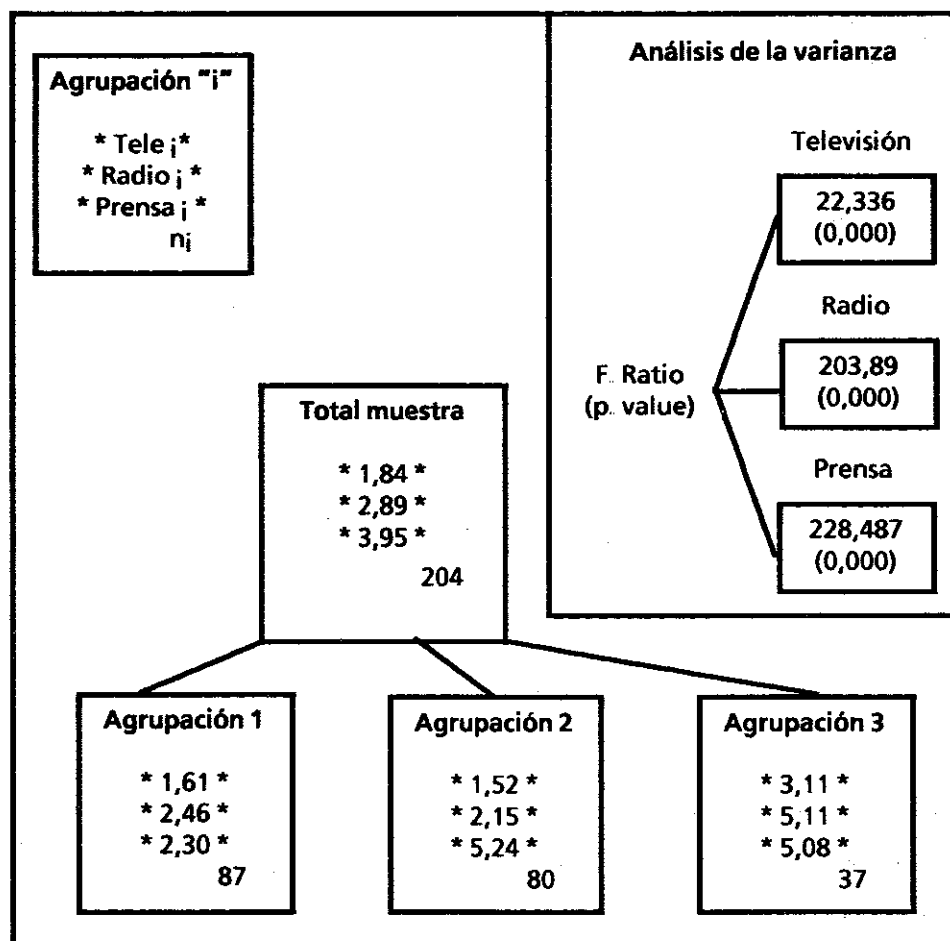 Agrupación "i"
* Tele i *
* Radio i *
* Prensa i *
ni
Análisis de la varianza
Televisión
22,336
(0,000)
Radio
203,89
(0,000)
F. Ratio
(p. value)
Prensa
228,487
(0,000)
Total muestra
* 1,84 *
* 2,89 *
* 3,95 *
204
Agrupación 1
* 1,61 *
* 2,46 *
* 2,30 *
87
Agrupación 2
* 1,52 *
* 2,15 *
* 5,24 *
80
Agrupación 3
* 3,11 *
* 5,11 *
* 5,08 *
37